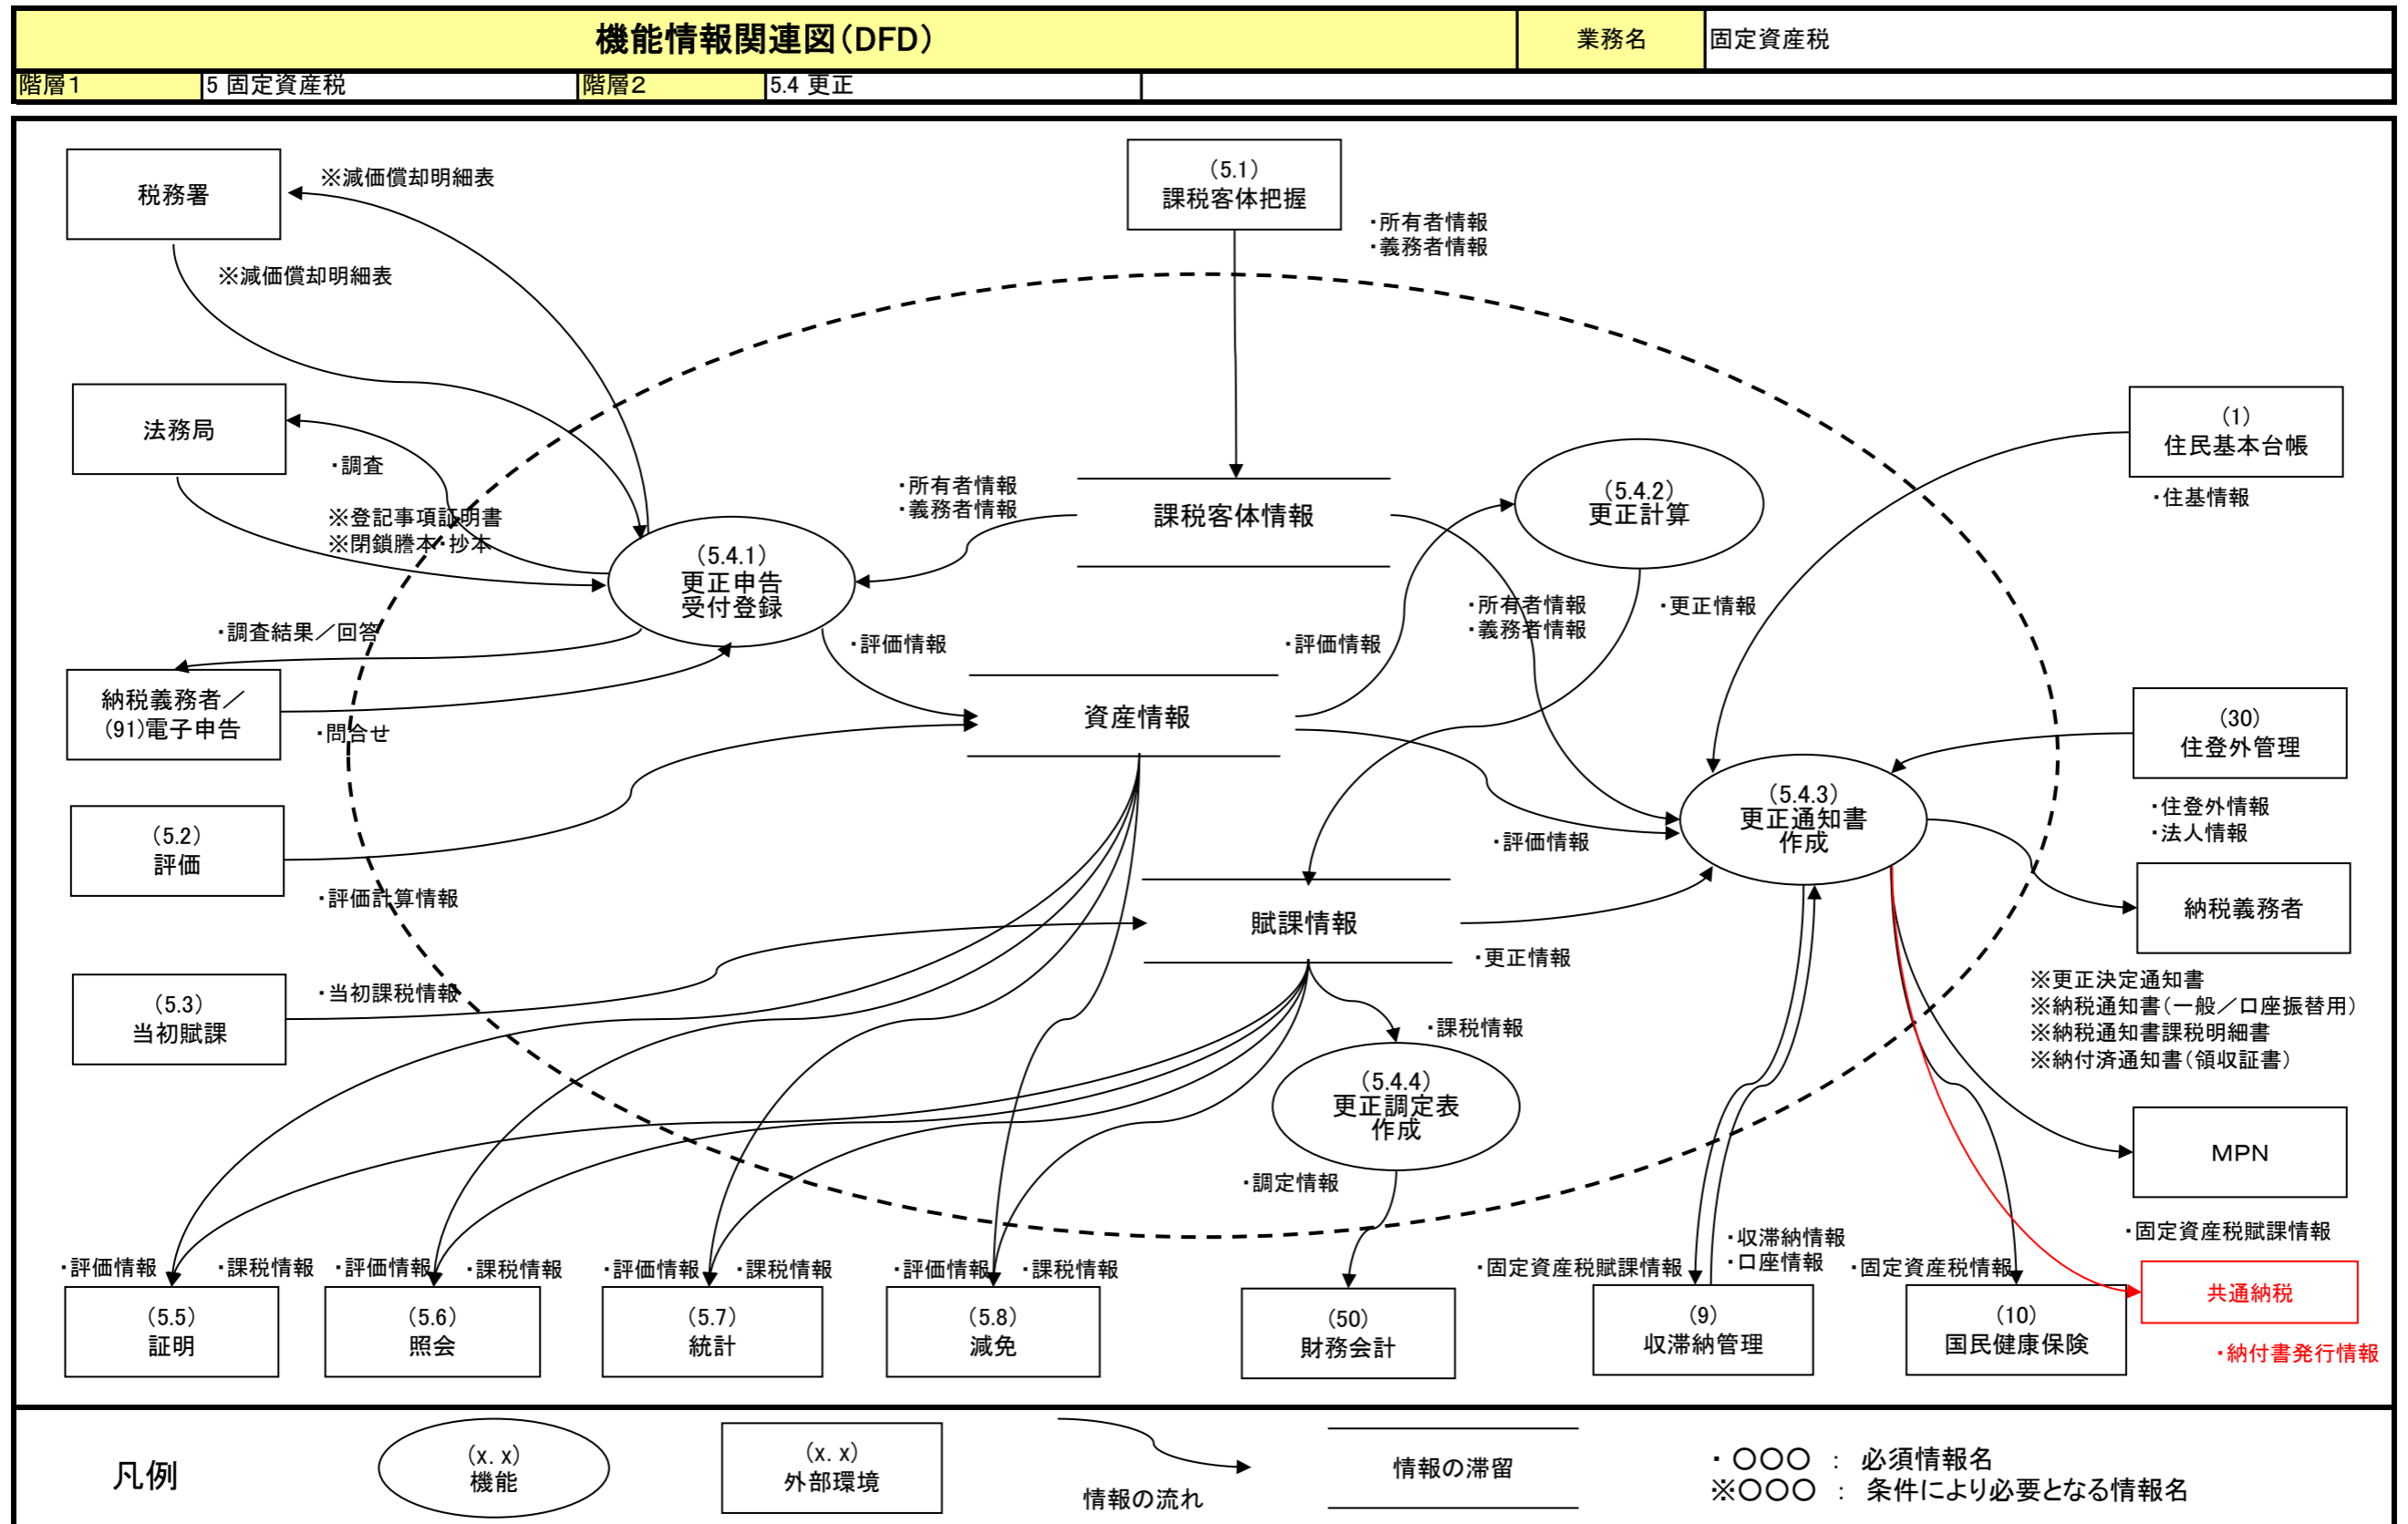 機能情報関連図(DFD)
業務名
固定資産税
階層1
5 固定資産税
階層2
5.4 更正
税務署
※減価償却明細表
※減価償却明細表
(5.1)
課税客体把握
・所有者情報
・義務者情報
法務局
・調査
※登記事項証明書
※閉鎖謄本・抄本
(5.4.1)
更正申告
受付登録
・所有者情報
・義務者情報
課税客体情報
(5.4.2)
更正計算
(1)
住民基本台帳
・住基情報
・調査結果/回答
・評価情報
・評価情報
・所有者情報
・義務者情報
・更正情報
納税義務者/
(91)電子申告
・問合せ
資産情報
(30)
住登外管理
・住登外情報
・法人情報
(5.2)
評価
・評価計算情報
・評価情報
(5.4.3)
更正通知書
作成
納税義務者
賦課情報
・更正情報
(5.3)
当初賦課
・当初課税情報
※更正決定通知書
※納税通知書(一般/口座振替用)
※納税通知書課税明細書
※納付済通知書(領収証書)
・課税情報
(5.4.4)
更正調定表
作成
・調定情報
MPN
・固定資産税賦課情報
・評価情報
・課税情報
・評価情報
・課税情報
・評価情報
・課税情報
・評価情報
・課税情報
・固定資産税賦課情報
・収滞納情報
・口座情報
・固定資産税情報
(5.5)
証明
(5.6)
照会
(5.7)
統計
(5.8)
減免
(50)
財務会計
(9)
収滞納管理
(10)
国民健康保険
共通納税
・納付書発行情報
凡例
(x. x)
機能
(x. x)
外部環境
情報の流れ
情報の滞留
・ 〇〇〇 : 必須情報名
※〇〇〇 : 条件により必要となる情報名